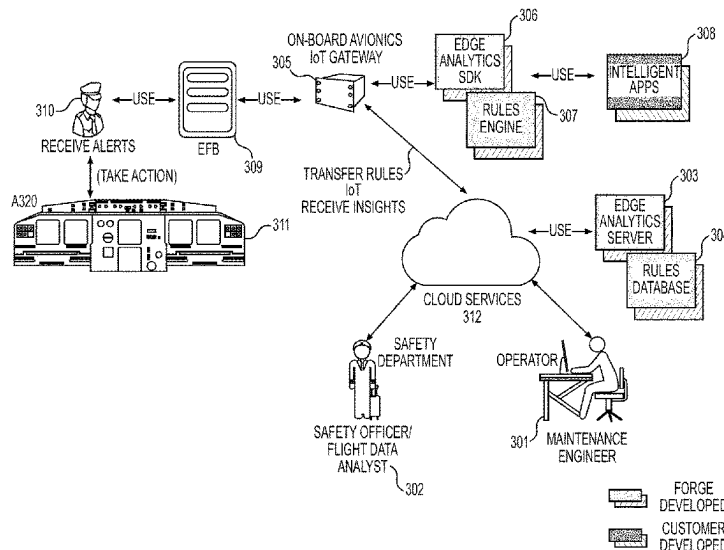 306
308
ON-BOARD AVIONICS
IoT GATEWAY
EDGE
ANALYTICS
SDK
INTELLIGENT
APPS
305
310
USE
USE
USE
USE
RULES
ENGINE
307
RECEIVE ALERTS
EFB
309
(TAKE ACTION)
A320
311
TRANSFER RULES
IoT
RECEIVE INSIGHTS
303
EDGE
ANALYTICS
SERVER
USE
RULES
DATABASE
CLOUD SERVICES
312
SAFETY
DEPARTMENT
OPERATOR
301
SAFETY OFFICER/
FLIGHT DATA
ANALYST
302
MAINTENANCE
ENGINEER
FORGE
CUSTOMER